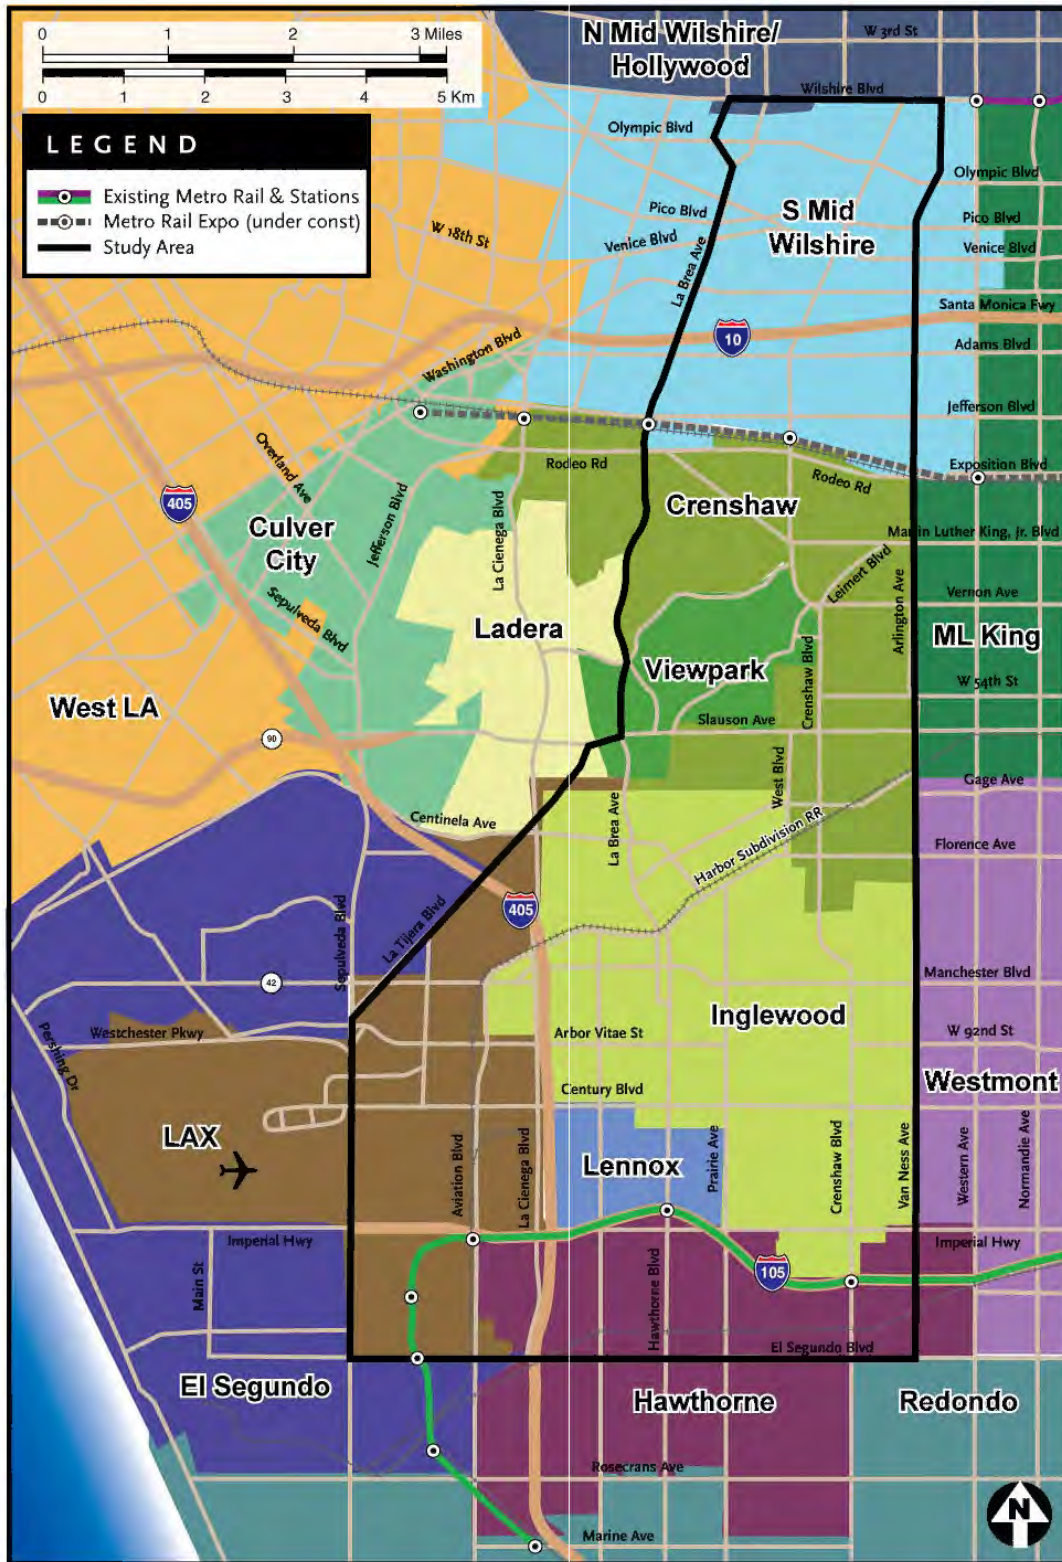 0 1 2 3 Miles
0 1 2 3 4 5 Km
LEGEND
Existing Metro Rail & Stations
Metro Rail Expo (under const)
Study Area
N Mid Wilshire/
Hollywood
W 3rd St
Wilshire Blvd
Olympic Blvd
Olympic Blvd
Pico Blvd
Pico Blvd
S Mid
Wilshire
W 18th St
Venice Blvd
Venice Blvd
La Brea Ave
Santa Monica Fwy
10
Adams Blvd
Washington Blvd
Jefferson Blvd
Overland Ave
Rodeo Rd
Rodeo Rd
Exposition Blvd
405
Culver
City
Jefferson Blvd
La Cienega Blvd
Crenshaw
Martin Luther King, Jr. Blvd
Leimert Blvd
Arlington Ave
Vernon Ave
Sepulveda Blvd
Ladera
Viewpark
Crenshaw Blvd
ML King
W 54th St
West LA
90
Slauson Ave
West Blvd
Gage Ave
Centinela Ave
La Brea Ave
Harbor Subdivision RR
Florence Ave
405
La Tijera Blvd
Sepulveda Blvd
42
Manchester Blvd
Inglewood
Westchester Pkwy
Pershing Dr
Arbor Vitae St
W 92nd St
Century Blvd
Westmont
LAX
Lennox
Aviation Blvd
La Cienega Blvd
Prairie Ave
Crenshaw Blvd
Van Ness Ave
Western Ave
Normandie Ave
Imperial Hwy
Imperial Hwy
Main St
105
Hawthorne Blvd
El Segundo Blvd
El Segundo
Hawthorne
Redondo
Rosecrans Ave
Marine Ave
N